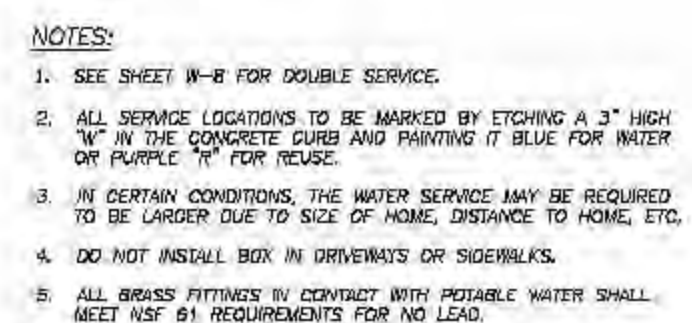 NOTES:
1. SEE SHEET W-8 FOR DOUBLE SERVICE.
2. ALL SERVICE LOCATIONS TO BE MARKED BY ETCHING A 3" HIGH
"W" IN THE CONCRETE CURB AND PAINTING IT BLUE FOR WATER
OR PURPLE "R" FOR REUSE.
3. IN CERTAIN CONDITIONS, THE WATER SERVICE MAY BE REQUIRED
TO BE LARGER DUE TO SIZE OF HOME, DISTANCE TO HOME, ETC.
4. DO NOT INSTALL BOX IN DRIVEWAYS OR SIDEWALKS.
5. ALL BRASS FITTINGS IN CONTACT WITH POTABLE WATER SHALL
MEET NSF 61 REQUIREMENTS FOR NO LEAD.